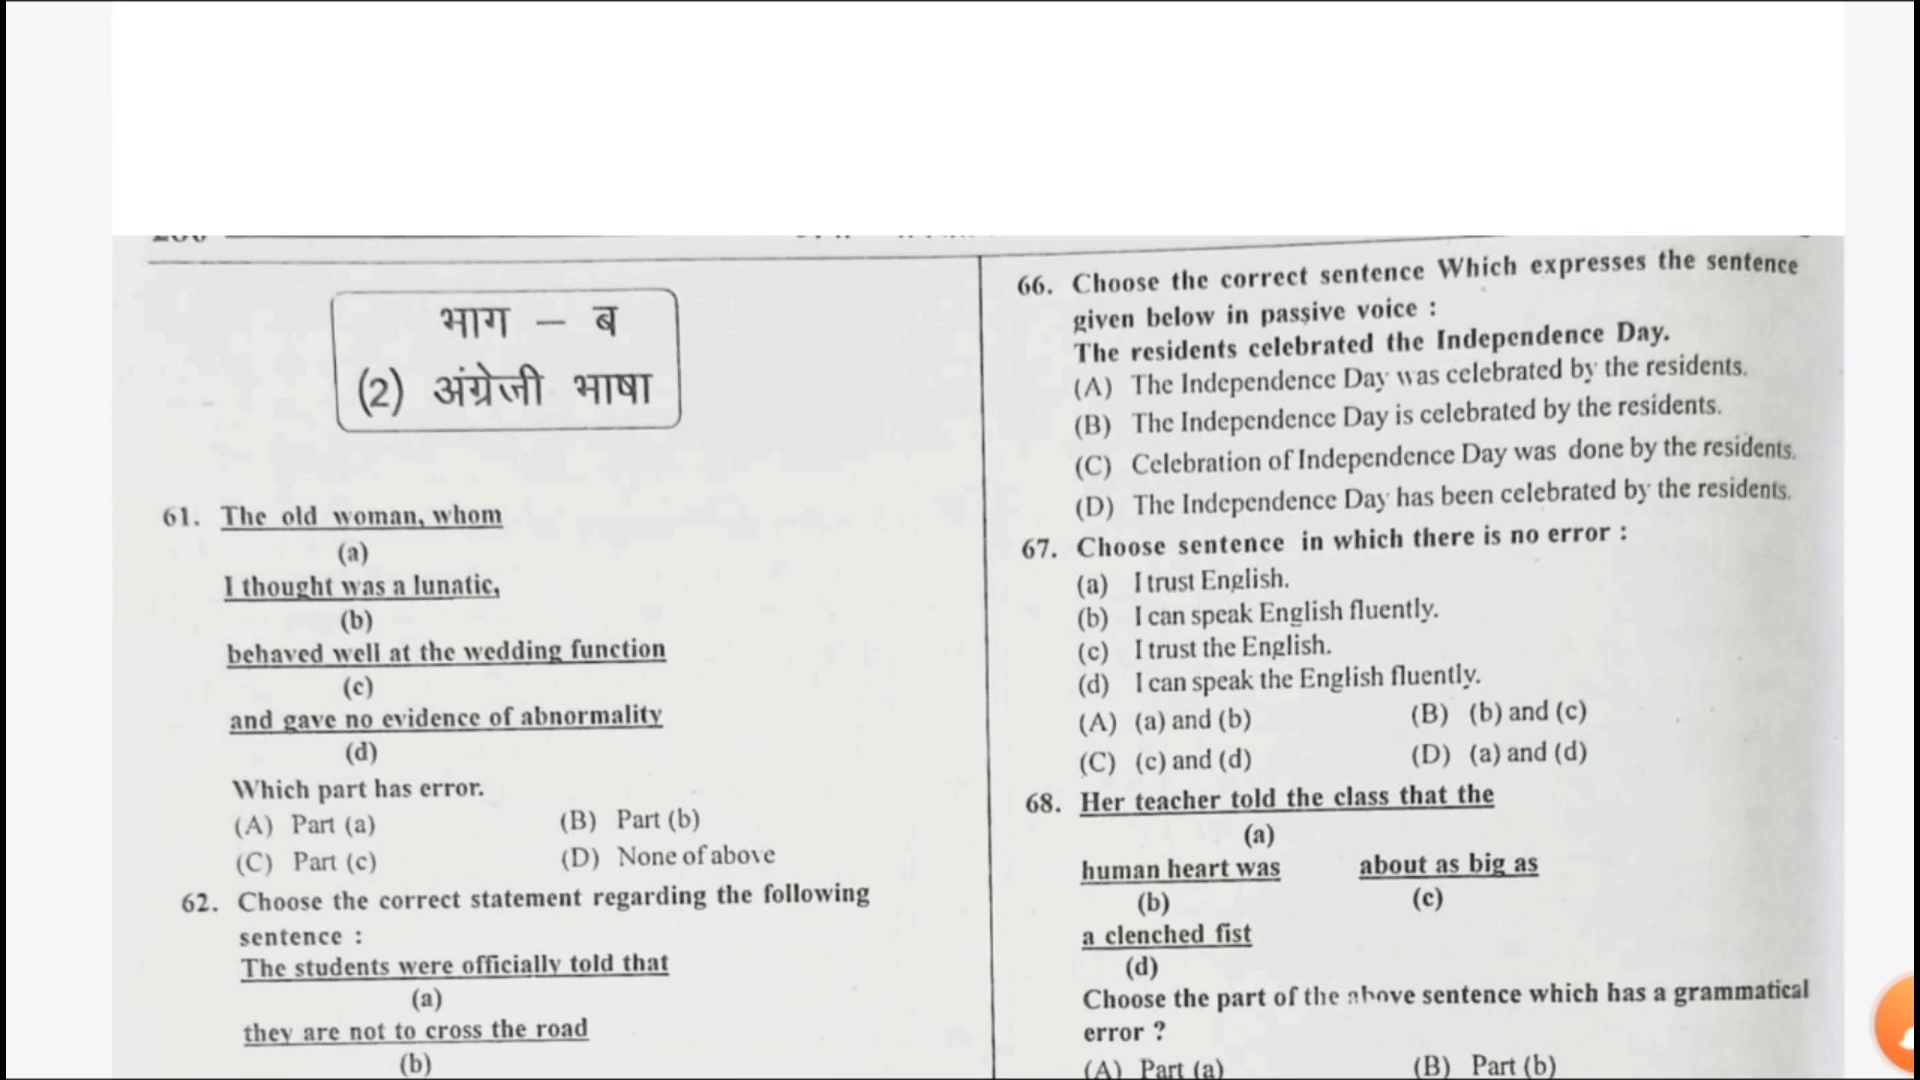 भाग – ब
(2) अंग्रेजी भाषा
61. The old woman, whom
(a)
I thought was a lunatic,
(b)
behaved well at the wedding function
(c)
and gave no evidence of abnormality
(d)
Which part has error.
(A) Part (a) (B) Part (b)
(C) Part (c) (D) None of above
62. Choose the correct statement regarding the following
sentence :
The students were officially told that
(a)
they are not to cross the road
(b)
66. Choose the correct sentence Which expresses the sentence
given below in passive voice :
The residents celebrated the Independence Day.
(A) The Independence Day was celebrated by the residents.
(B) The Independence Day is celebrated by the residents.
(C) Celebration of Independence Day was done by the residents.
(D) The Independence Day has been celebrated by the residents.
67. Choose sentence in which there is no error :
(a) I trust English.
(b) I can speak English fluently.
(c) I trust the English.
(d) I can speak the English fluently.
(A) (a) and (b) (B) (b) and (c)
(C) (c) and (d) (D) (a) and (d)
68. Her teacher told the class that the
(a)
human heart was about as big as
(b) (c)
a clenched fist
(d)
Choose the part of the above sentence which has a grammatical
error ?
(A) Part (a) (B) Part (b)